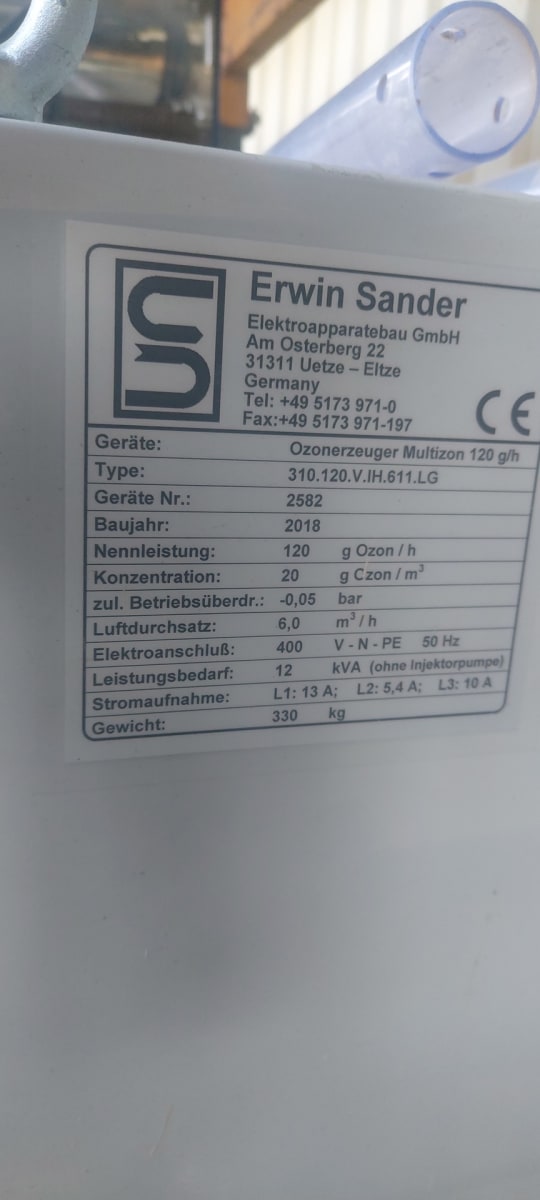 Erwin Sander
Elektroapparatebau GmbH
Am Osterberg 22
31311 Uetze – Eltze
Germany
Tel: +49 5173 971-0
Fax:+49 5173 971-197
CE
Geräte: Ozonerzeuger Multizon 120 g/h
Type: 310.120.V.IH.611.LG
Geräte Nr.: 2582
Baujahr: 2018
Nennleistung: 120 g Ozon / h
Konzentration: 20 g Czon / m³
zul. Betriebsüberdr.: -0,05 bar
Luftdurchsatz: 6,0 m³ / h
Elektroanschluß: 400 V - N - PE 50 Hz
Leistungsbedarf: 12 kVA (ohne Injektorpumpe)
Stromaufnahme: L1: 13 A; L2: 5,4 A; L3: 10 A
Gewicht: 330 kg